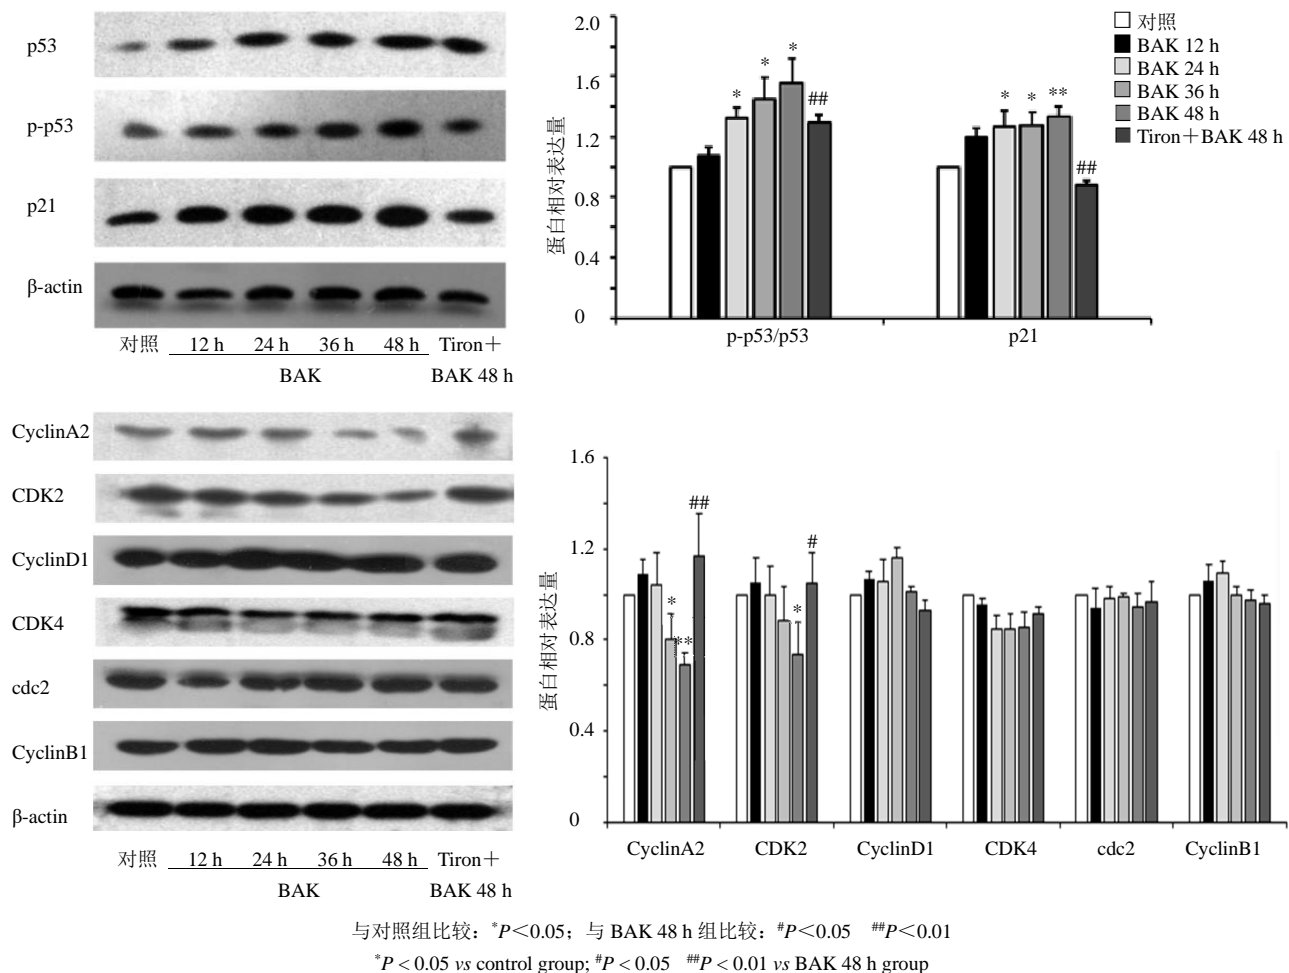 p53
p-p53
p21
β-actin
对照 12 h 24 h 36 h 48 h Tiron+
BAK BAK 48 h
2.0
1.6
1.2
0.8
0.4
0
蛋白相对表达量
* * * ##
* * ** ##
p-p53/p53 p21
对照
BAK 12 h
BAK 24 h
BAK 36 h
BAK 48 h
Tiron+BAK 48 h
CyclinA2
CDK2
CyclinD1
CDK4
cdc2
CyclinB1
β-actin
对照 12 h 24 h 36 h 48 h Tiron+
BAK BAK 48 h
1.6
1.2
0.8
0.4
0
蛋白相对表达量
* ** ##
* #
CyclinA2 CDK2 CyclinD1 CDK4 cdc2 CyclinB1
与对照组比较：*P<0.05；与 BAK 48 h 组比较：#P<0.05 ##P<0.01
*P < 0.05 vs control group; #P < 0.05 ##P < 0.01 vs BAK 48 h group